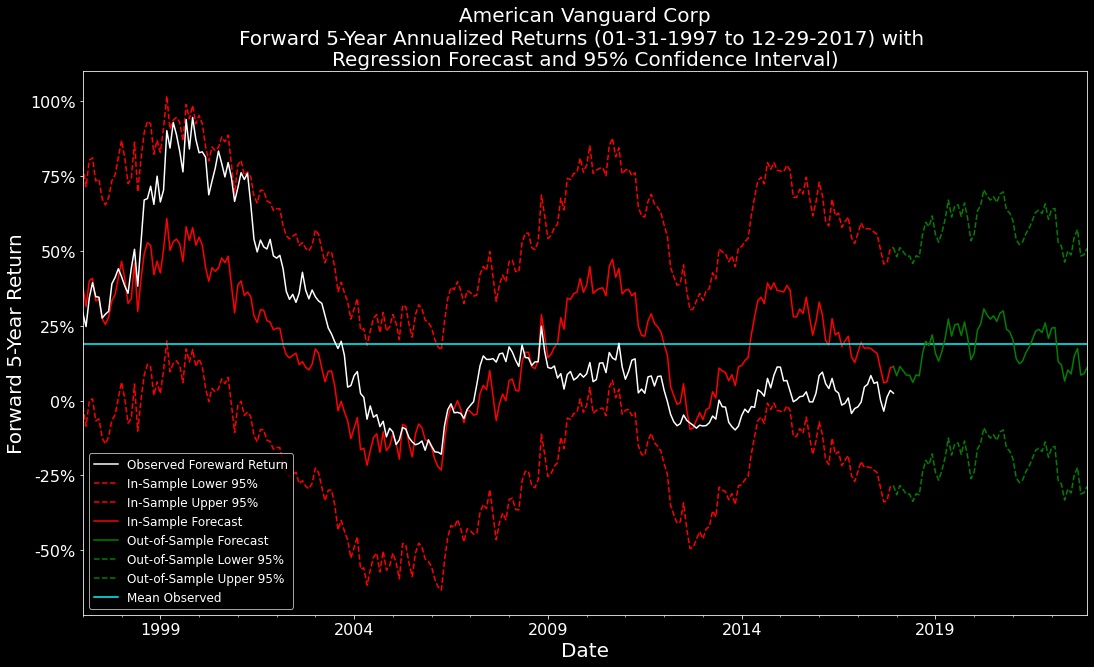 American Vanguard Corp
Forward 5-Year Annualized Returns (01-31-1997 to 12-29-2017) with
Regression Forecast and 95% Confidence Interval)
Forward 5-Year Return
100%
75%
50%
25%
0%
-25%
-50%
Observed Foreward Return
In-Sample Lower 95%
In-Sample Upper 95%
In-Sample Forecast
Out-of-Sample Forecast
Out-of-Sample Lower 95%
Out-of-Sample Upper 95%
Mean Observed
1999
2004
2009
2014
2019
Date